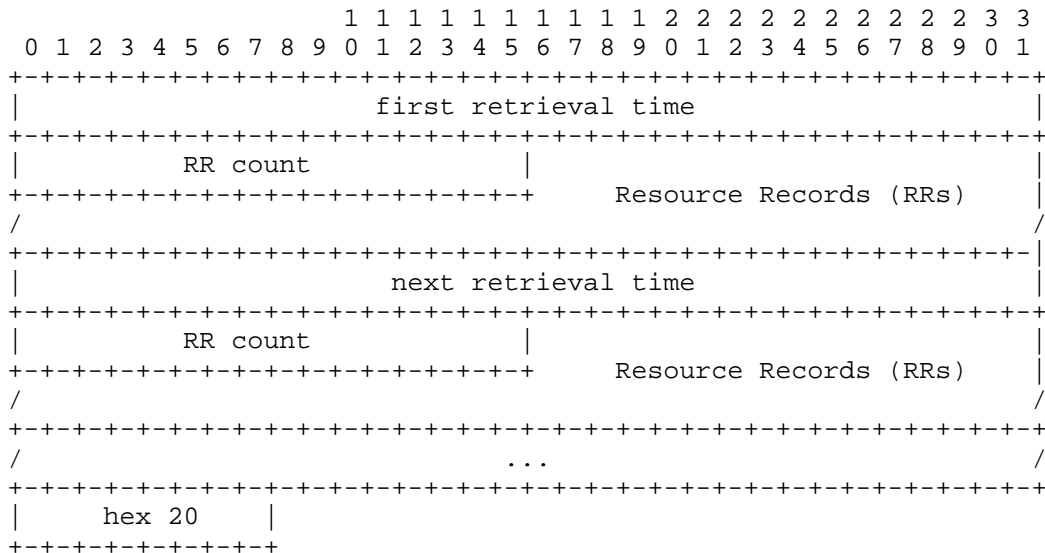 1 1 1 1 1 1 1 1 1 1 2 2 2 2 2 2 2 2 2 2 3 3
 0 1 2 3 4 5 6 7 8 9 0 1 2 3 4 5 6 7 8 9 0 1 2 3 4 5 6 7 8 9 0 1
+-+-+-+-+-+-+-+-+-+-+-+-+-+-+-+-+-+-+-+-+-+-+-+-+-+-+-+-+-+-+-+-+
|                      first retrieval time                     |
+-+-+-+-+-+-+-+-+-+-+-+-+-+-+-+-+-+-+-+-+-+-+-+-+-+-+-+-+-+-+-+-+
|          RR count             |                               |
+-+-+-+-+-+-+-+-+-+-+-+-+-+-+-+-+     Resource Records (RRs)    |
/                                                               /
+-+-+-+-+-+-+-+-+-+-+-+-+-+-+-+-+-+-+-+-+-+-+-+-+-+-+-+-+-+-+-+-|
|                       next retrieval time                     |
+-+-+-+-+-+-+-+-+-+-+-+-+-+-+-+-+-+-+-+-+-+-+-+-+-+-+-+-+-+-+-+-+
|          RR count             |                               |
+-+-+-+-+-+-+-+-+-+-+-+-+-+-+-+-+     Resource Records (RRs)    |
/                                                               /
+-+-+-+-+-+-+-+-+-+-+-+-+-+-+-+-+-+-+-+-+-+-+-+-+-+-+-+-+-+-+-+-+
/                              ...                              /
+-+-+-+-+-+-+-+-+-+-+-+-+-+-+-+-+-+-+-+-+-+-+-+-+-+-+-+-+-+-+-+-+
|     hex 20    |
+-+-+-+-+-+-+-+-+